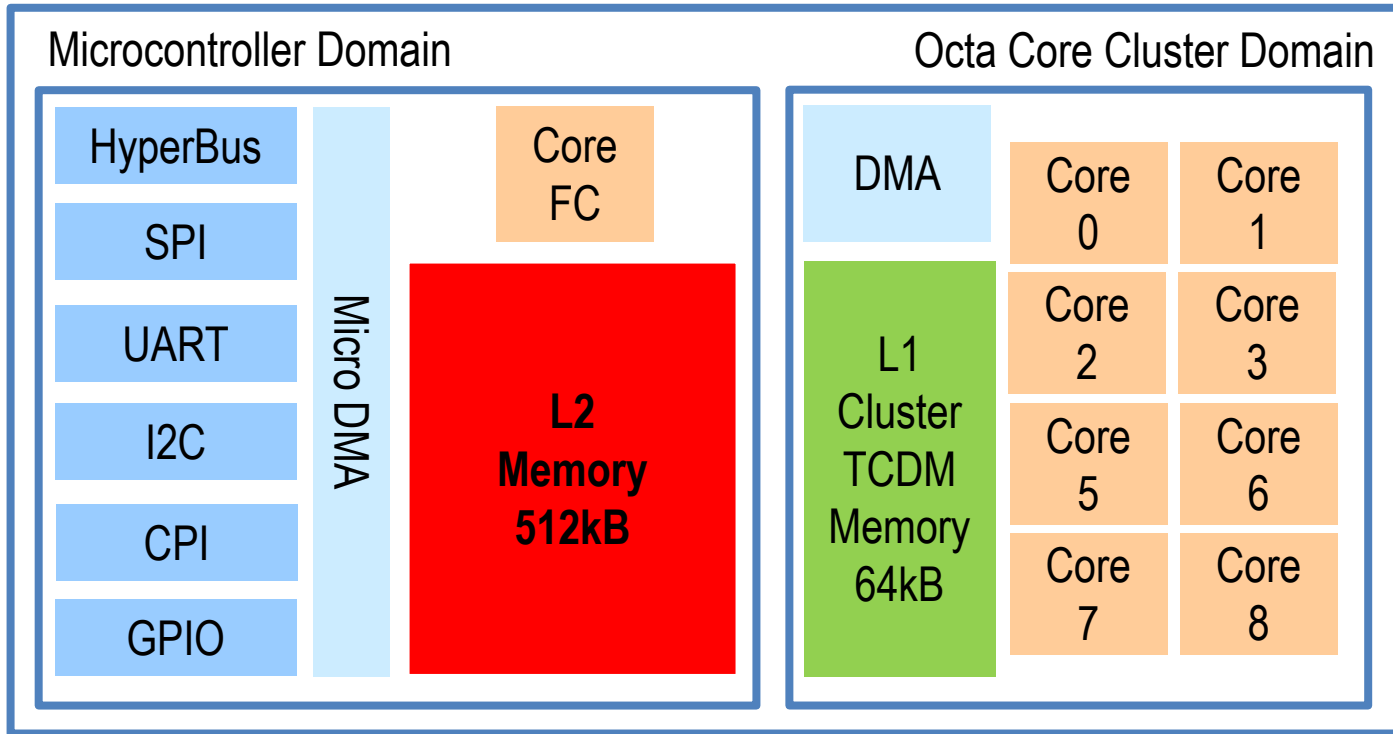 Microcontroller Domain
Octa Core Cluster Domain
HyperBus
SPI
UART
I2C
CPI
GPIO
Micro DMA
Core
FC
L2
Memory
512kB
DMA
L1
Cluster
TCDM
Memory
64kB
Core
0
Core
1
Core
2
Core
3
Core
5
Core
6
Core
7
Core
8